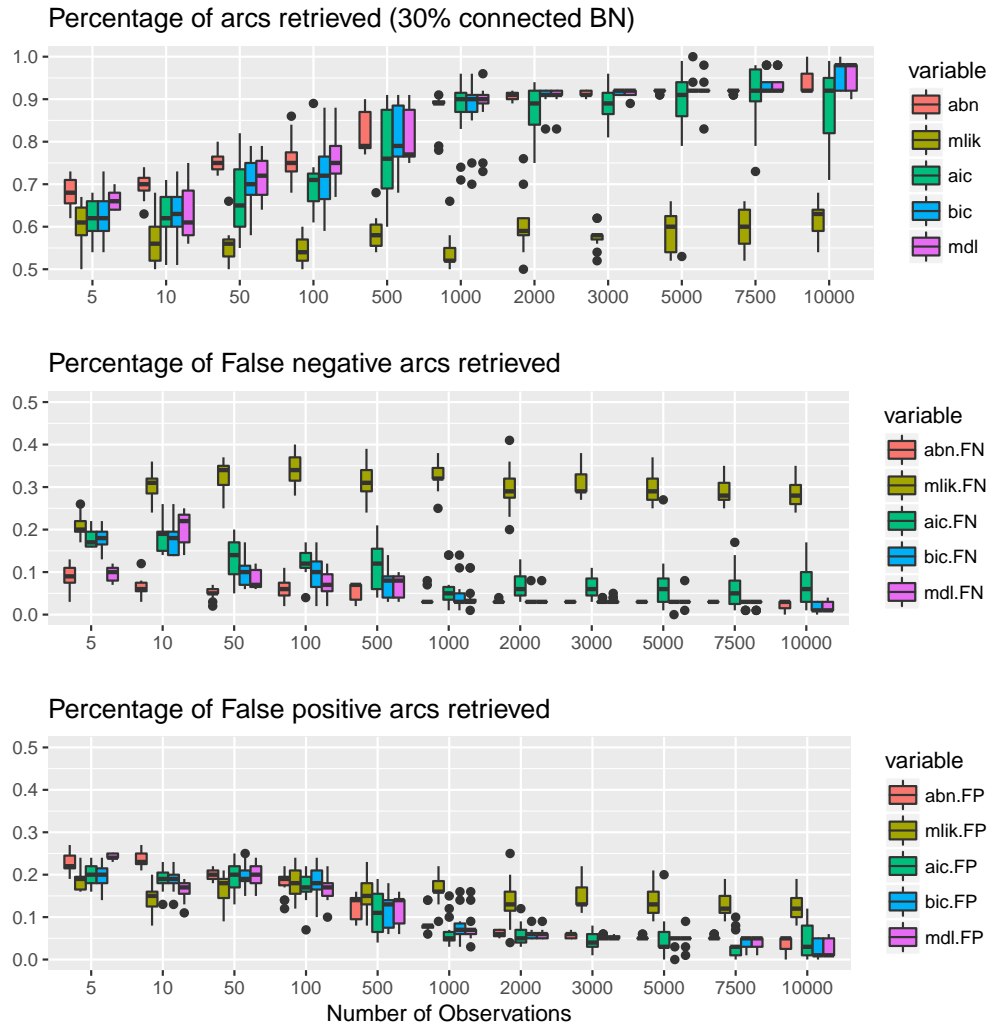 Percentage of arcs retrieved (30% connected BN)
1.0
0.9
0.8
0.7
0.6
0.5
5 10 50 100 500 1000 2000 3000 5000 7500 10000
variable
abn
mlik
aic
bic
mdl
Percentage of False negative arcs retrieved
0.5
0.4
0.3
0.2
0.1
0.0
5 10 50 100 500 1000 2000 3000 5000 7500 10000
variable
abn.FN
mlik.FN
aic.FN
bic.FN
mdl.FN
Percentage of False positive arcs retrieved
0.5
0.4
0.3
0.2
0.1
0.0
5 10 50 100 500 1000 2000 3000 5000 7500 10000
Number of Observations
variable
abn.FP
mlik.FP
aic.FP
bic.FP
mdl.FP